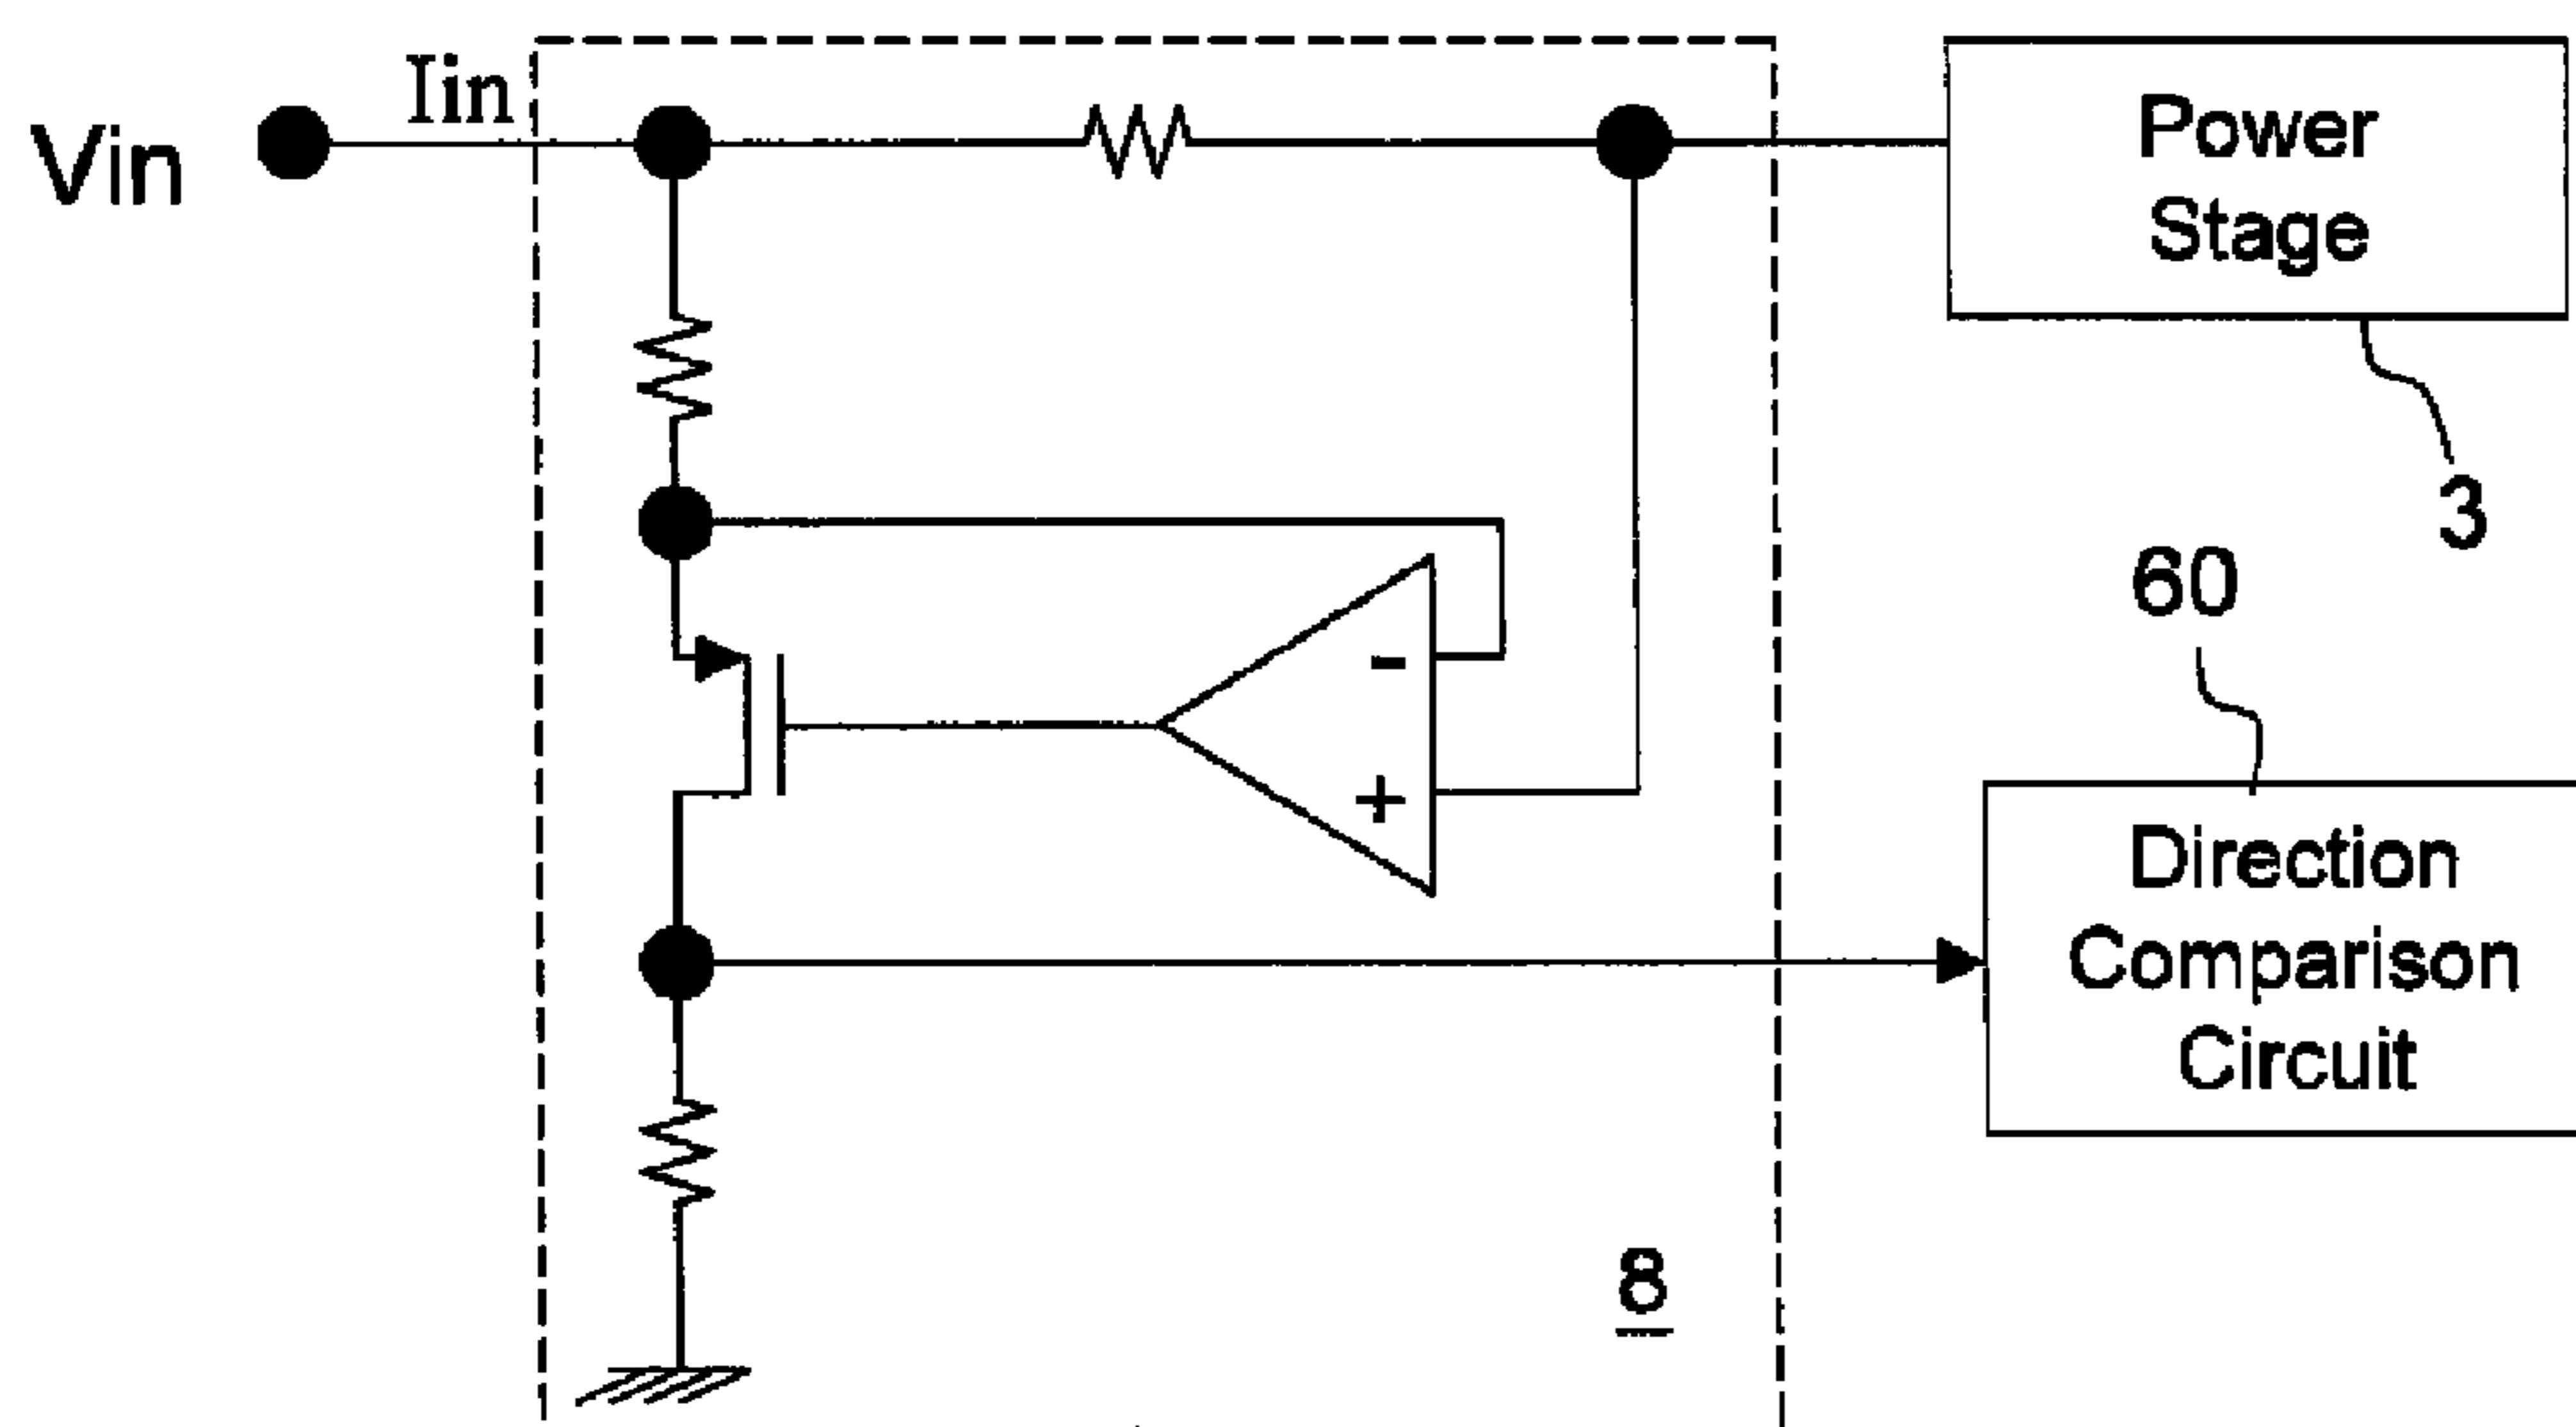 Vin
Iin
Power
Stage
3
60
-
+
Direction
Comparison
Circuit
8